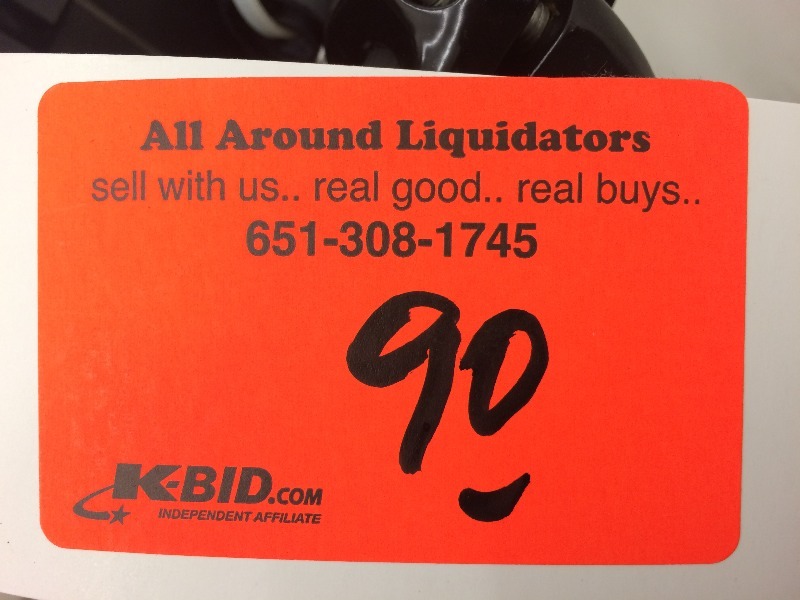 All Around Liquidators
sell with us.. real good.. real buys..
651-308-1745
90
K-BID.COM
INDEPENDENT AFFILIATE